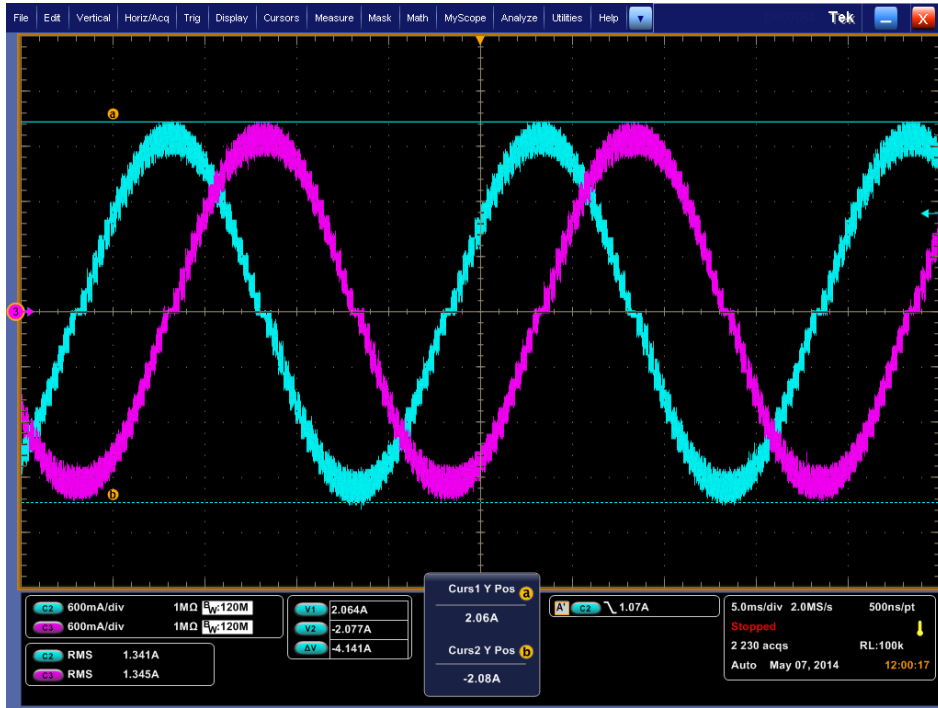 File Edit Vertical Horiz/Acq Trig Display Cursors Measure Mask Math MyScope Analyze Utilities Help Tek X
a
3
b
C2 600mA/div 1MΩ BW:120M
C3 600mA/div 1MΩ BW:120M
C2 RMS 1.341A
C3 RMS 1.345A
V1 2.064A
V2 -2.077A
ΔV -4.141A
Curs1 Y Pos a
2.06A
Curs2 Y Pos b
-2.08A
A' C2 1.07A
5.0ms/div 2.0MS/s 500ns/pt
Stopped
2 230 acqs RL:100k
Auto May 07, 2014 12:00:17